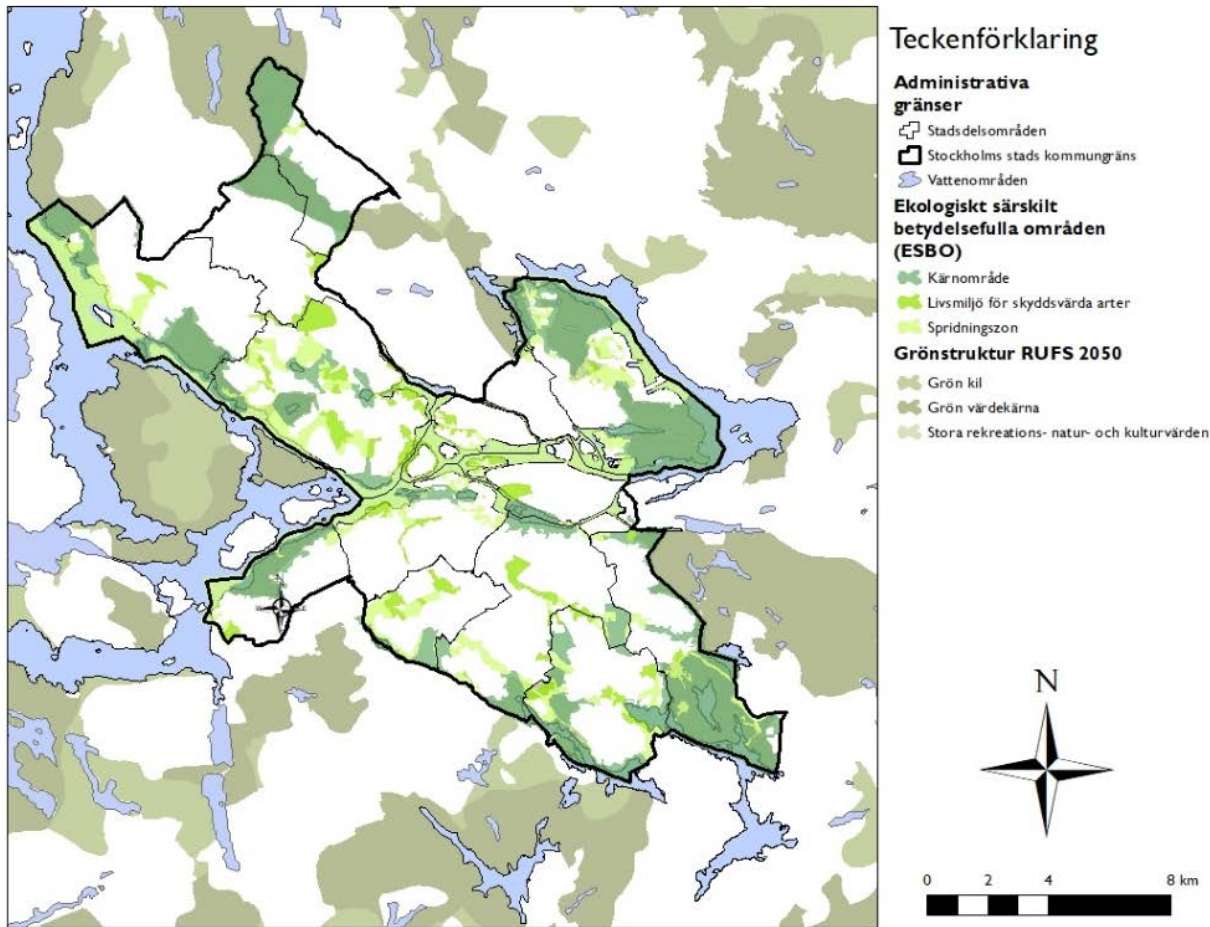 Teckenförklaring
Administrativa
gränser
Stadsdelsområden
Stockholms stads kommungräns
Vattenområden
Ekologiskt särskilt
betydelsefulla områden
(ESBO)
Kärnområde
Livsmiljö för skyddsvärda arter
Spridningszon
Grönstruktur RUFS 2050
Grön kil
Grön värdekärna
Stora rekreations- natur- och kulturvärden
N
0 2 4 8 km